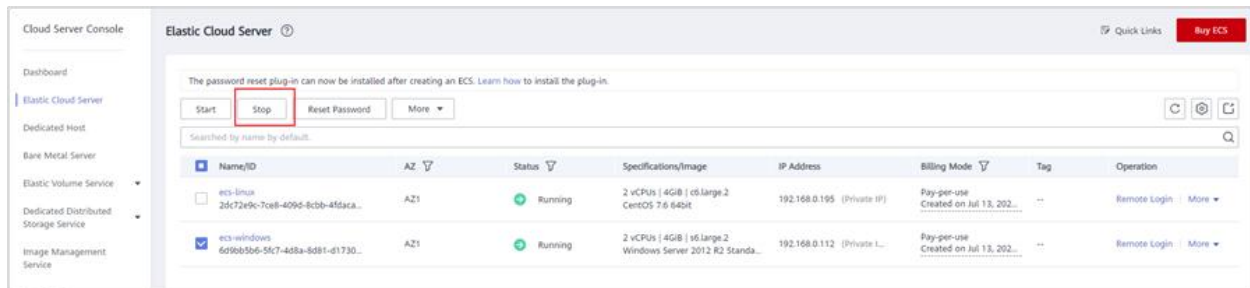 Cloud Server Console
Elastic Cloud Server
Quick Links
Buy ECS
Dashboard
Elastic Cloud Server
Dedicated Host
Bare Metal Server
Elastic Volume Service
Dedicated Distributed
Storage Service
Image Management
Service
The password reset plug-in can now be installed after creating an ECS. Learn how to install the plug-in.
Start Stop Reset Password More
Searched by name by default.
Name/ID AZ Status Specifications/Image IP Address Billing Mode Tag Operation
ecs-linux
2dc72e9c-7ce8-409d-8cbb-4fdaca...
AZ1
Running
2 vCPUs | 4GiB | c6.large.2
CentOS 7.6 64bit
192.168.0.195 (Private IP)
Pay-per-use
Created on Jul 13, 202...
--
Remote Login | More
ecs-windows
6d9bb5b6-5fc7-4d8a-8d81-d1730...
AZ1
Running
2 vCPUs | 4GiB | s6.large.2
Windows Server 2012 R2 Standa...
192.168.0.112 (Private I...
Pay-per-use
Created on Jul 13, 202...
--
Remote Login | More